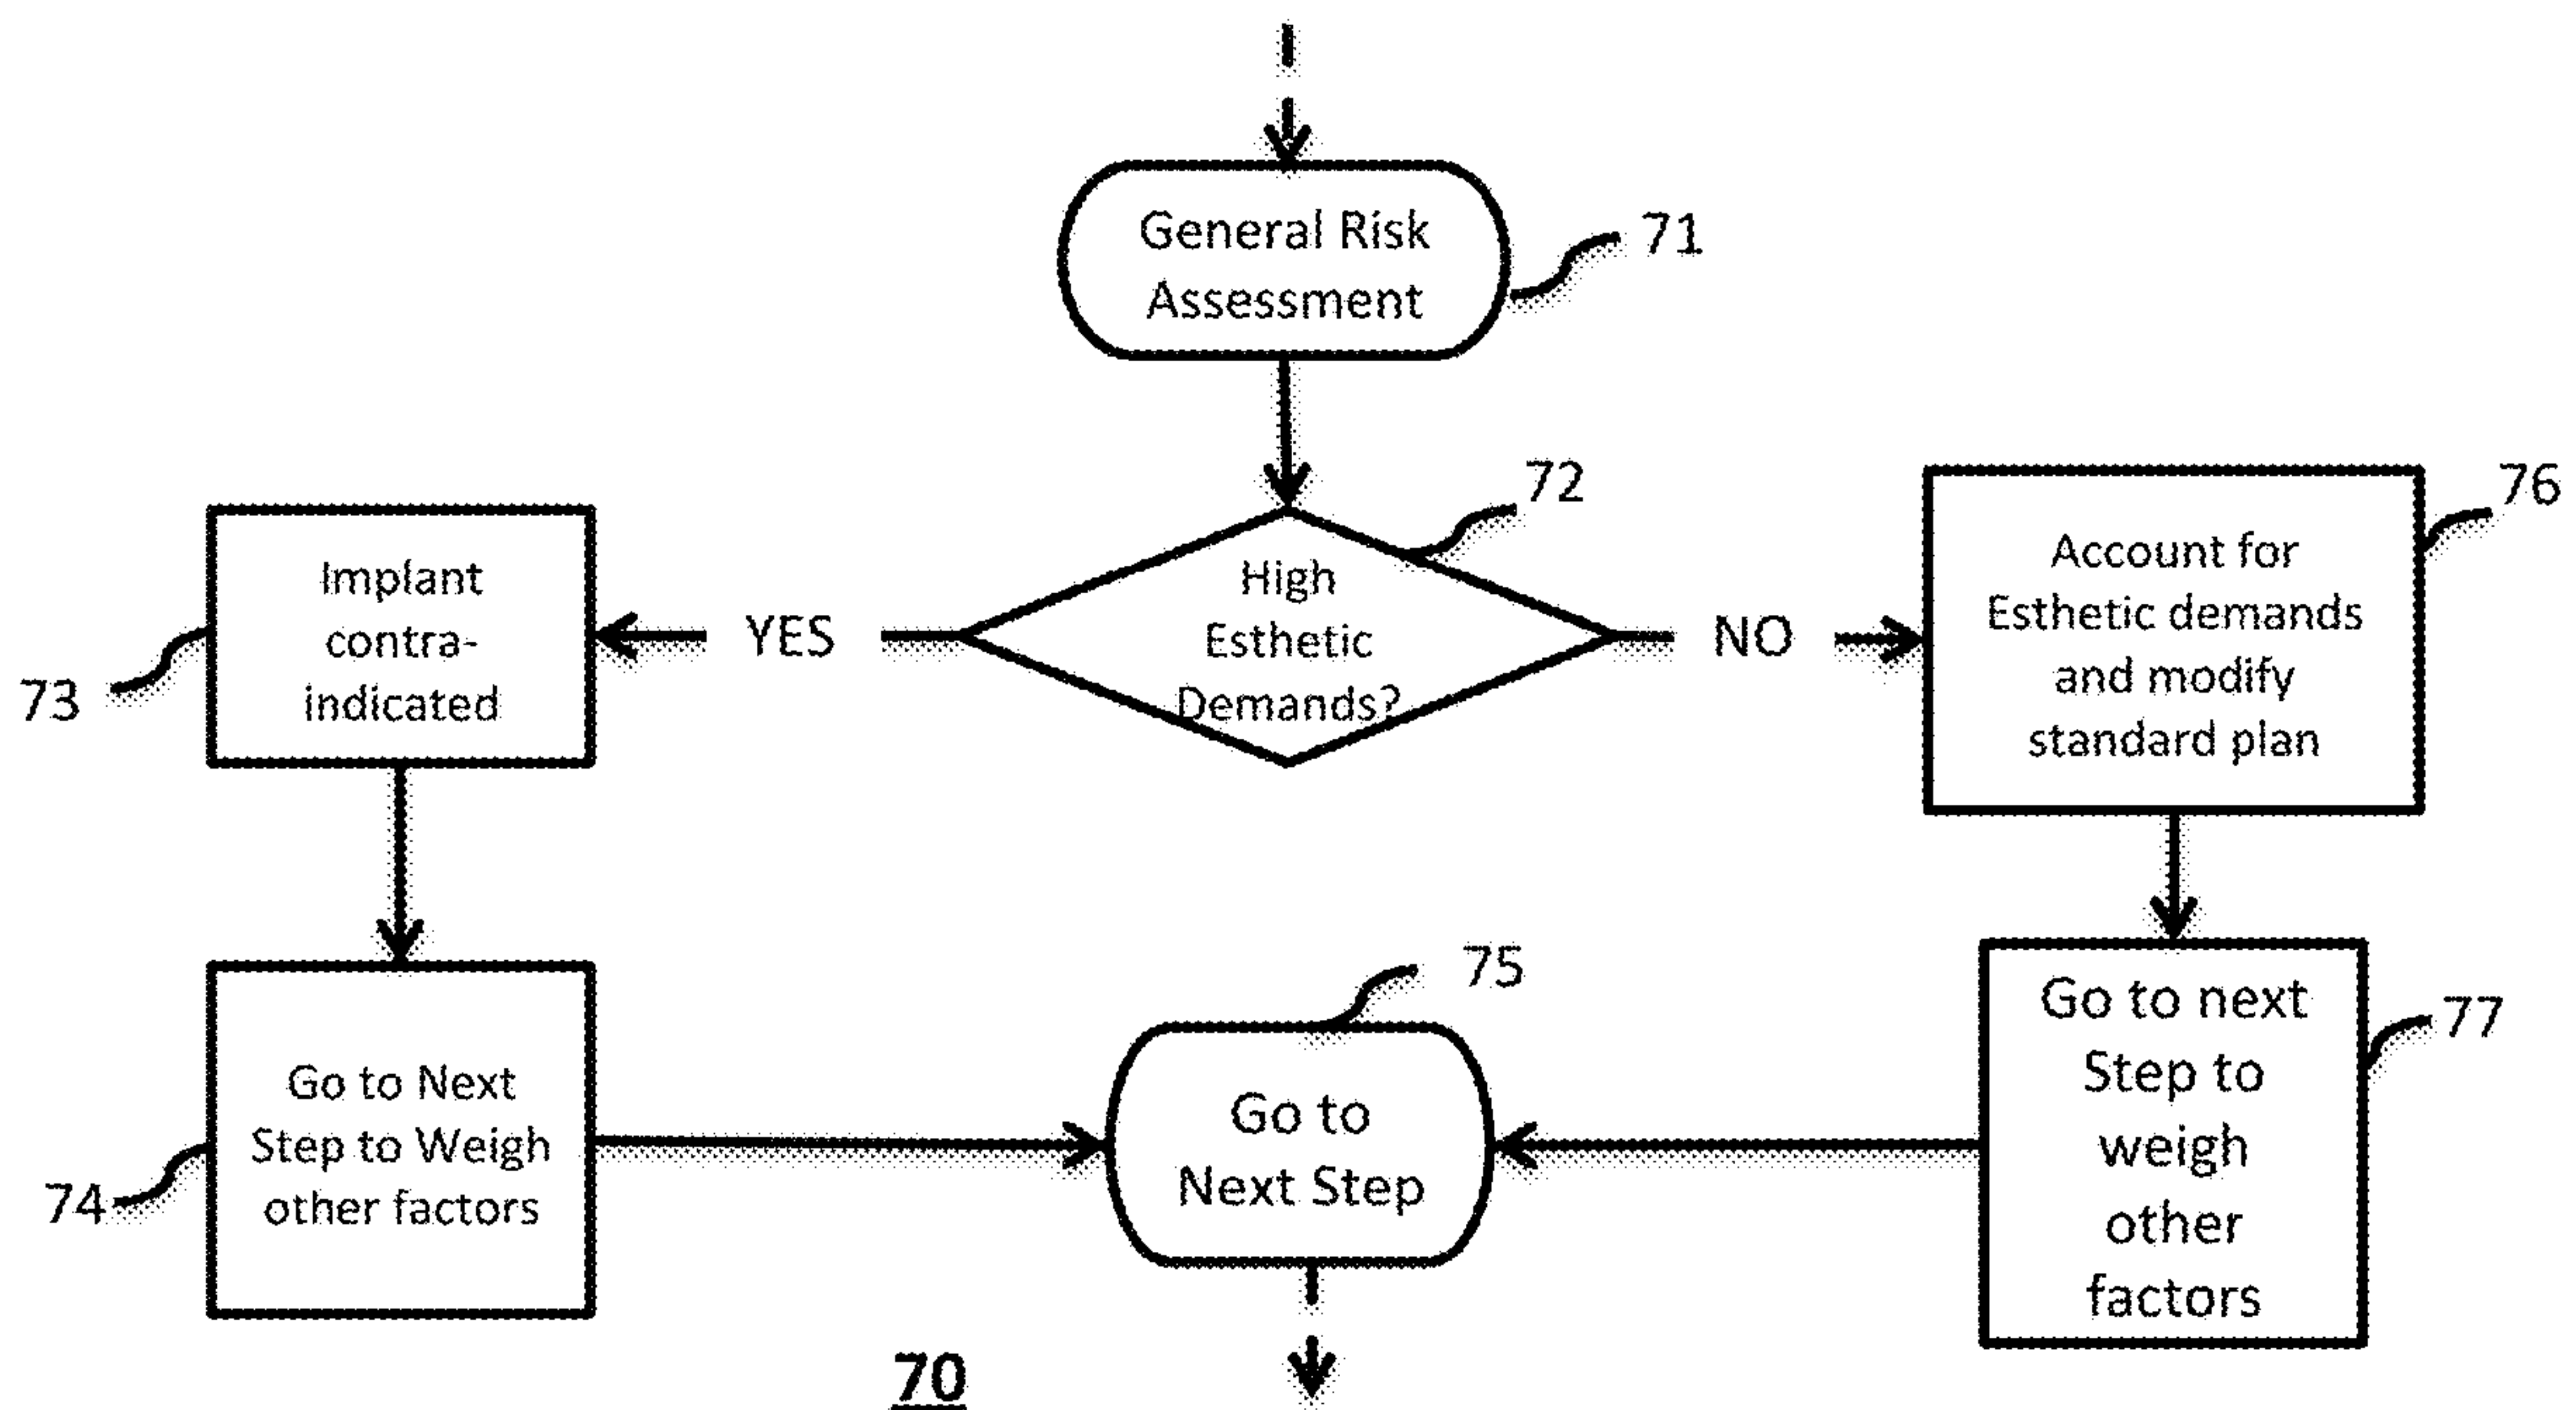 General Risk
Assessment
71
72
High
Esthetic
Demands?
YES
NO
Implant
contra-
indicated
73
76
Account for
Esthetic demands
and modify
standard plan
Go to Next
Step to Weigh
other factors
74
75
Go to
Next Step
Go to next
Step to
weigh
other
factors
77
70